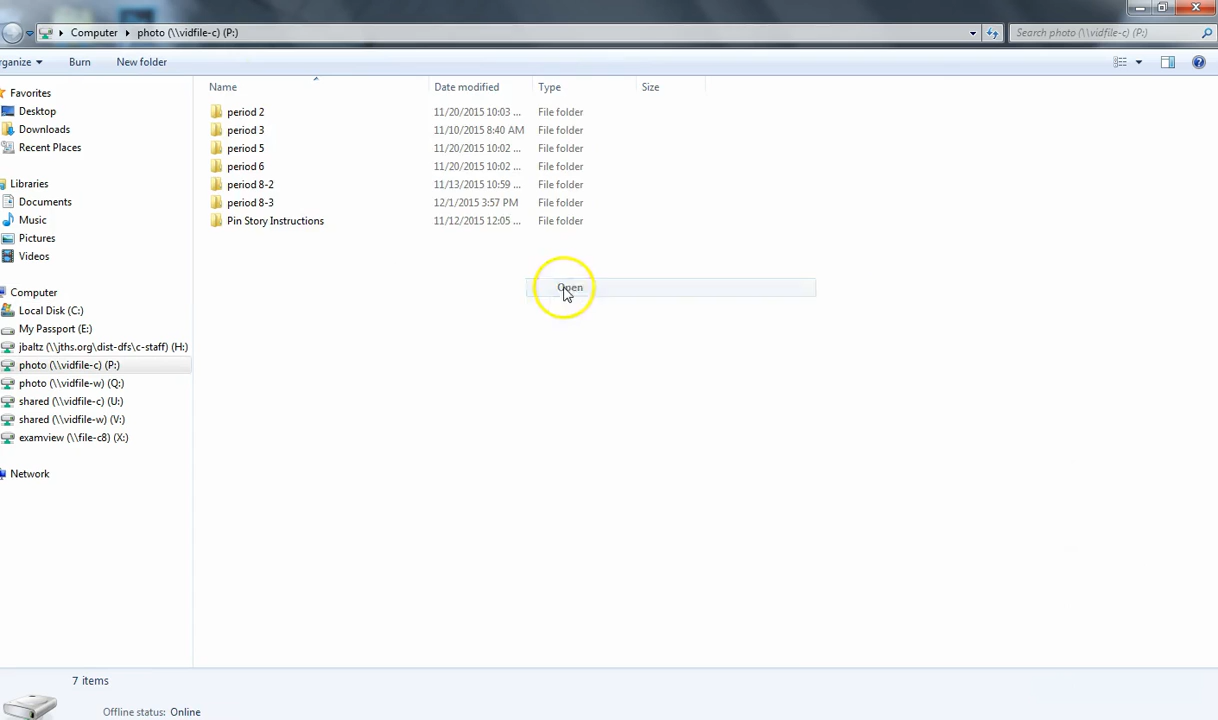 Computer photo (\\vidfile-c) (P:) Search photo (\\vidfile-c) (P:)
rganize Burn New folder
Name Date modified Type Size
Favorites
Desktop
Downloads
Recent Places
Libraries
Documents
Music
Pictures
Videos
Computer
Local Disk (C:)
My Passport (E:)
jbaltz (\\jths.org\dist-dfs\c-staff) (H:)
photo (\\vidfile-c) (P:)
photo (\\vidfile-w) (Q:)
shared (\\vidfile-c) (U:)
shared (\\vidfile-w) (V:)
examview (\\file-c8) (X:)
Network
period 2 11/20/2015 10:03 ... File folder
period 3 11/10/2015 8:40 AM File folder
period 5 11/20/2015 10:02 ... File folder
period 6 11/20/2015 10:02 ... File folder
period 8-2 11/13/2015 10:59 ... File folder
period 8-3 12/1/2015 3:57 PM File folder
Pin Story Instructions 11/12/2015 12:05 ... File folder
Open
7 items
Offline status: Online